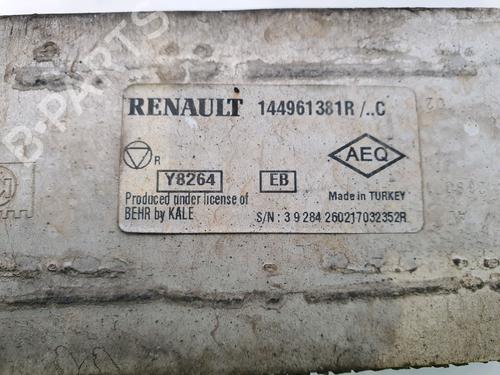 RENAULT 144961381R /..C
R
AEQ
Y8264 EB
Produced under license of
BEHR by KALE
Made in TURKEY
S/N : 3 9 284 260217032352R
B-PARTS